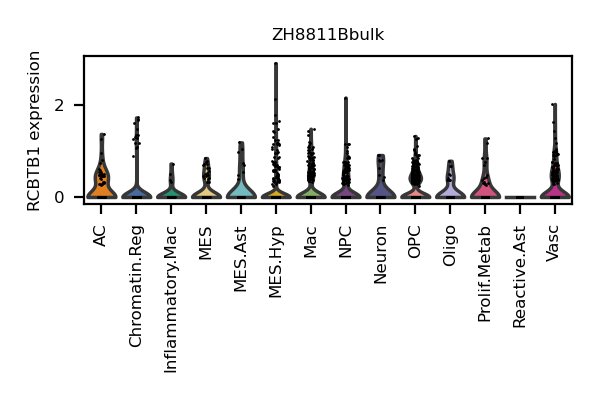 ZH8811Bbulk
RCBTB1 expression
2
0
AC
Chromatin.Reg
Inflammatory.Mac
MES
MES.Ast
MES.Hyp
Mac
NPC
Neuron
OPC
Oligo
Prolif.Metab
Reactive.Ast
Vasc